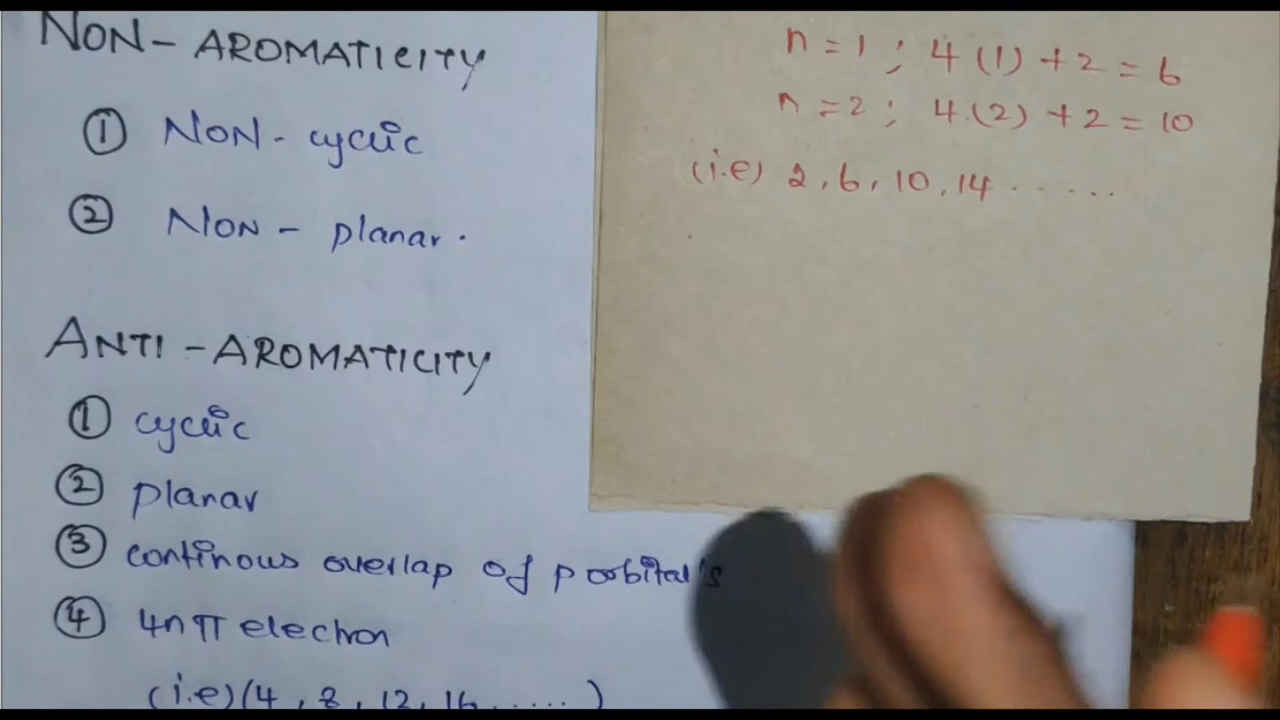 NON-AROMATICITY
① NON-cyclic
② NON-planar.
ANTI-AROMATICITY
① cyclic
② planar
③ continous overlap of p orbital's
④ 4n π electron
(i.e) (4, 8, 12, 16, .....)
n=1; 4(1)+2=6
n=2; 4.(2)+2=10
(i.e) 2, 6, 10, 14 ......